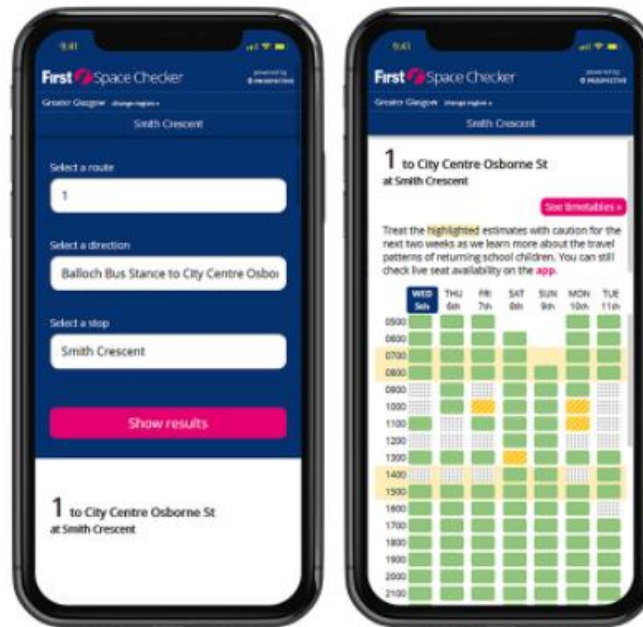 9:41
First Space Checker
powered by
PROSPECTIVE
Greater Glasgow change region »
Smith Crescent
Select a route
1
Select a direction
Balloch Bus Stance to City Centre Osbor
Select a stop
Smith Crescent
Show results
1 to City Centre Osborne St
at Smith Crescent
9:41
First Space Checker
powered by
PROSPECTIVE
Greater Glasgow change region »
Smith Crescent
1 to City Centre Osborne St
at Smith Crescent
See timetables »
Treat the highlighted estimates with caution for the
next two weeks as we learn more about the travel
patterns of returning school children. You can still
check live seat availability on the app.
WED THU FRI SAT SUN MON TUE
5th 6th 7th 8th 9th 10th 11th
0500
0600
0700
0800
0900
1000
1100
1200
1300
1400
1500
1600
1700
1800
1900
2000
2100